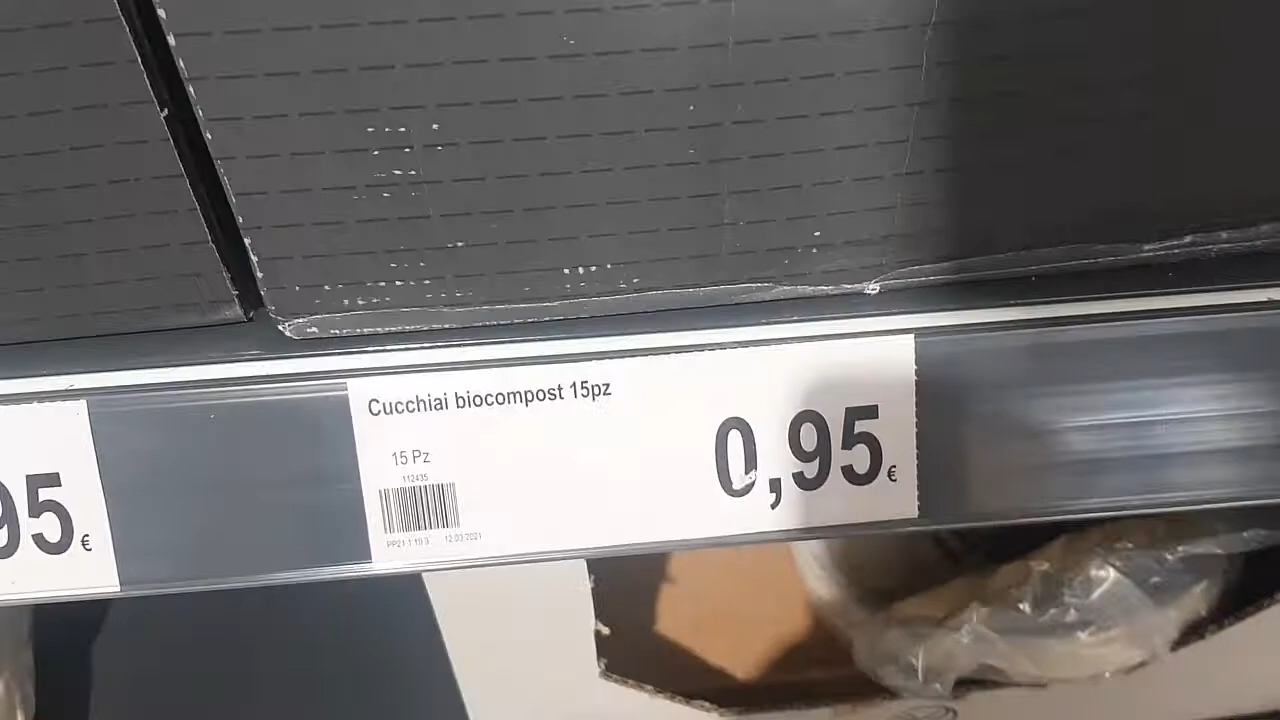 Cucchiai biocompost 15pz
15 Pz
112435
0,95 €
12.03.2021
95 €